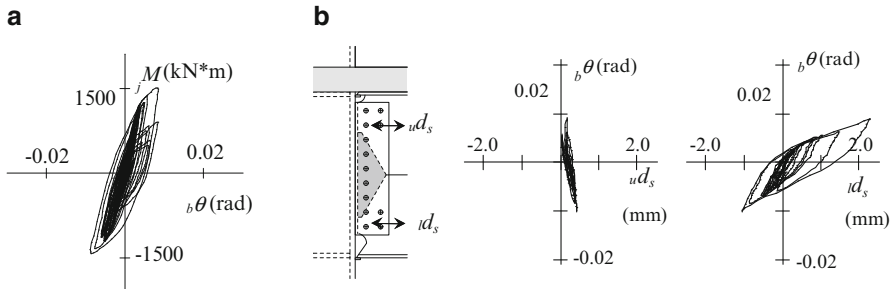 a
jM(kN*m)
1500
-0.02
0.02
bθ(rad)
-1500
b
uds
lds
bθ(rad)
0.02
-2.0
2.0
uds
(mm)
-0.02
bθ(rad)
0.02
-2.0
2.0
lds
(mm)
-0.02